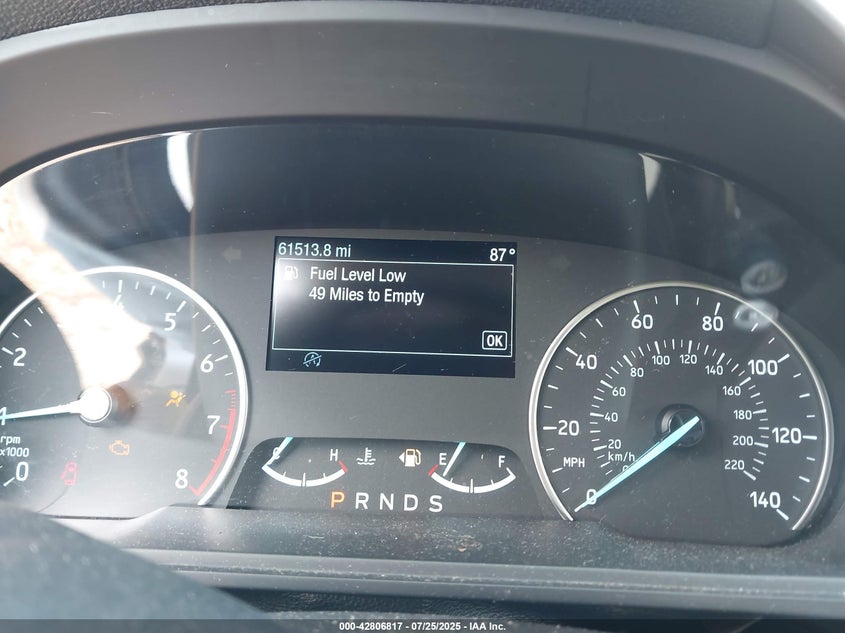 61513.8 mi 87°
Fuel Level Low
49 Miles to Empty
OK
1 2 4 5 6 7 8 0
rpm
x1000
C H E F
P R N D S
0 20 40 60 80 100 120 140
MPH
20 40 60 80 100 120 140 160 180 200 220
km/h
000-42806817 - 07/25/2025 - IAA Inc.